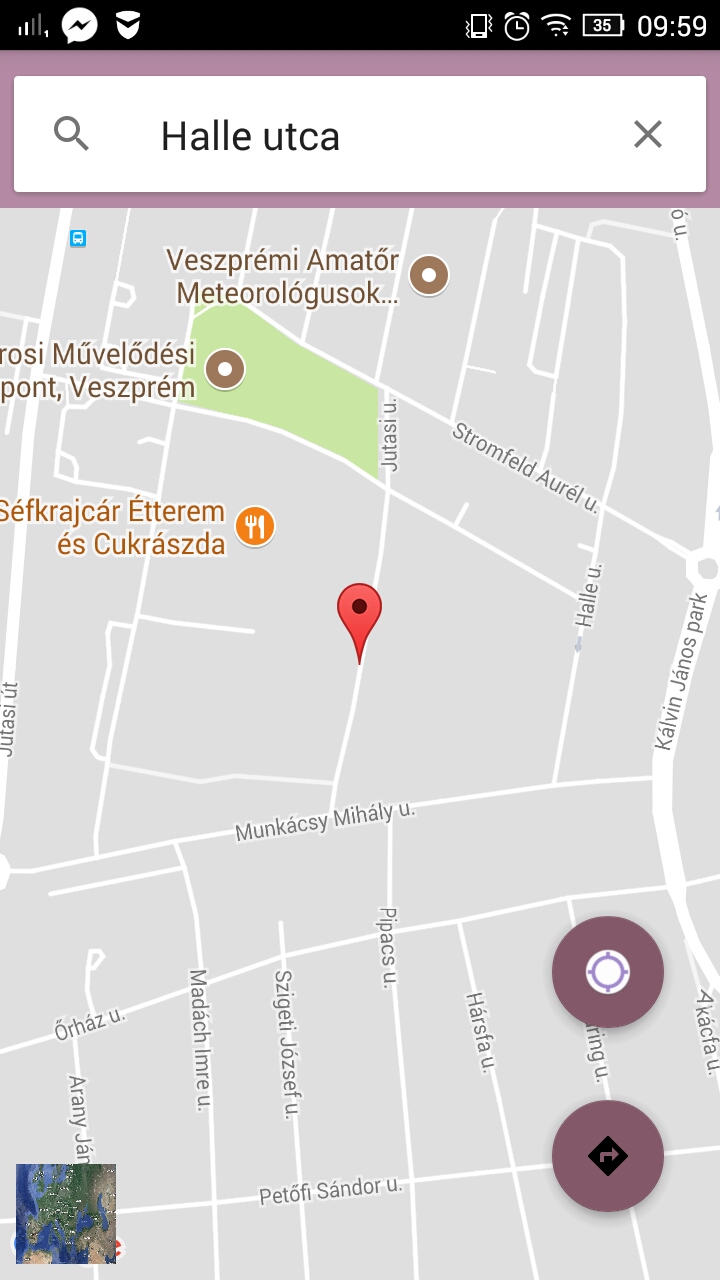 35 09:59
Halle utca
ó u.
Veszprémi Amatőr
Meteorológusok...
rosi Művelődési
pont, Veszprém
Jutasi u.
Stromfeld Aurél u.
Séfkrajcár Étterem
és Cukrászda
Halle u.
Kálvin János park
Jutasi út
Munkácsy Mihály u.
Pipacs u.
Madách Imre u.
Szigeti József u.
Hársfa u.
ring u.
Akácfa u.
Őrház u.
Arany Ján
Petőfi Sándor u.